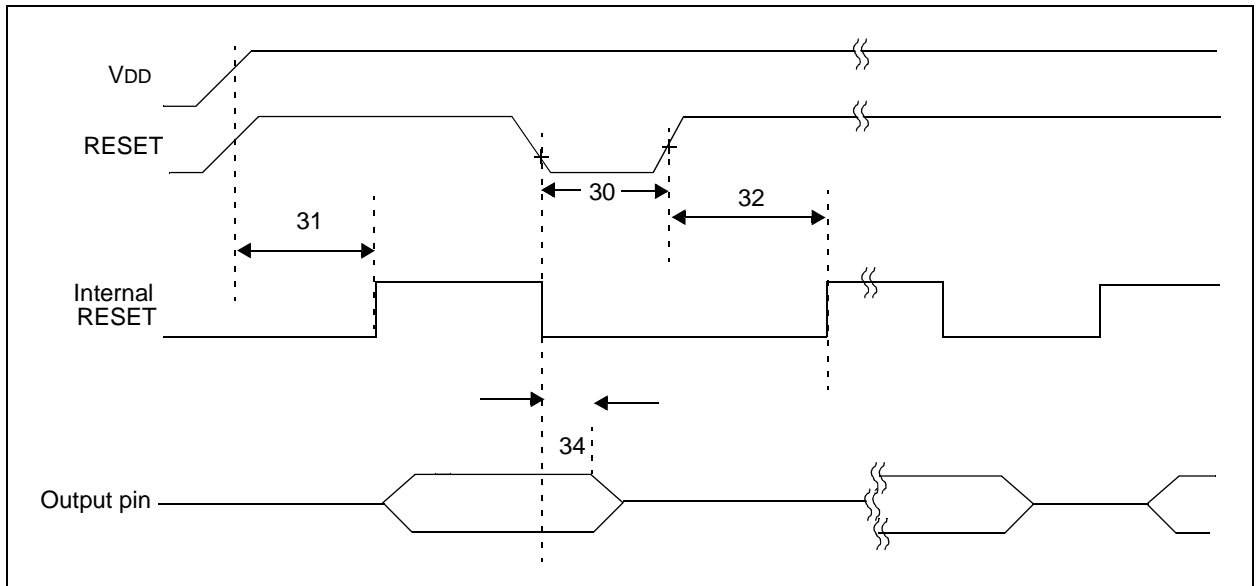 VDD
RESET
30
32
31
Internal
RESET
34
Output pin